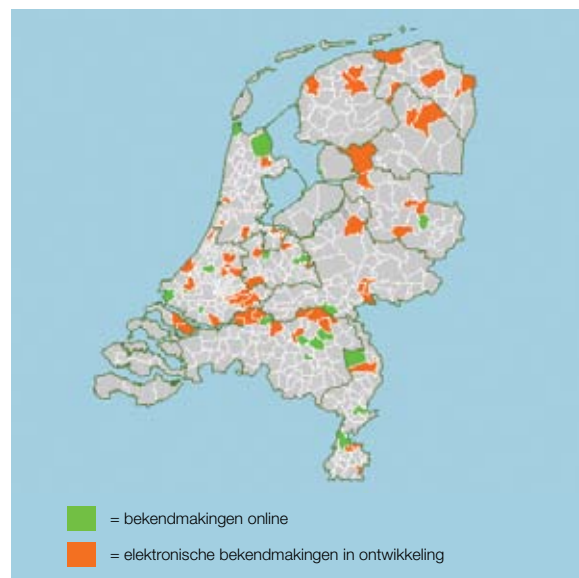 = bekendmakingen online
= elektronische bekendmakingen in ontwikkeling